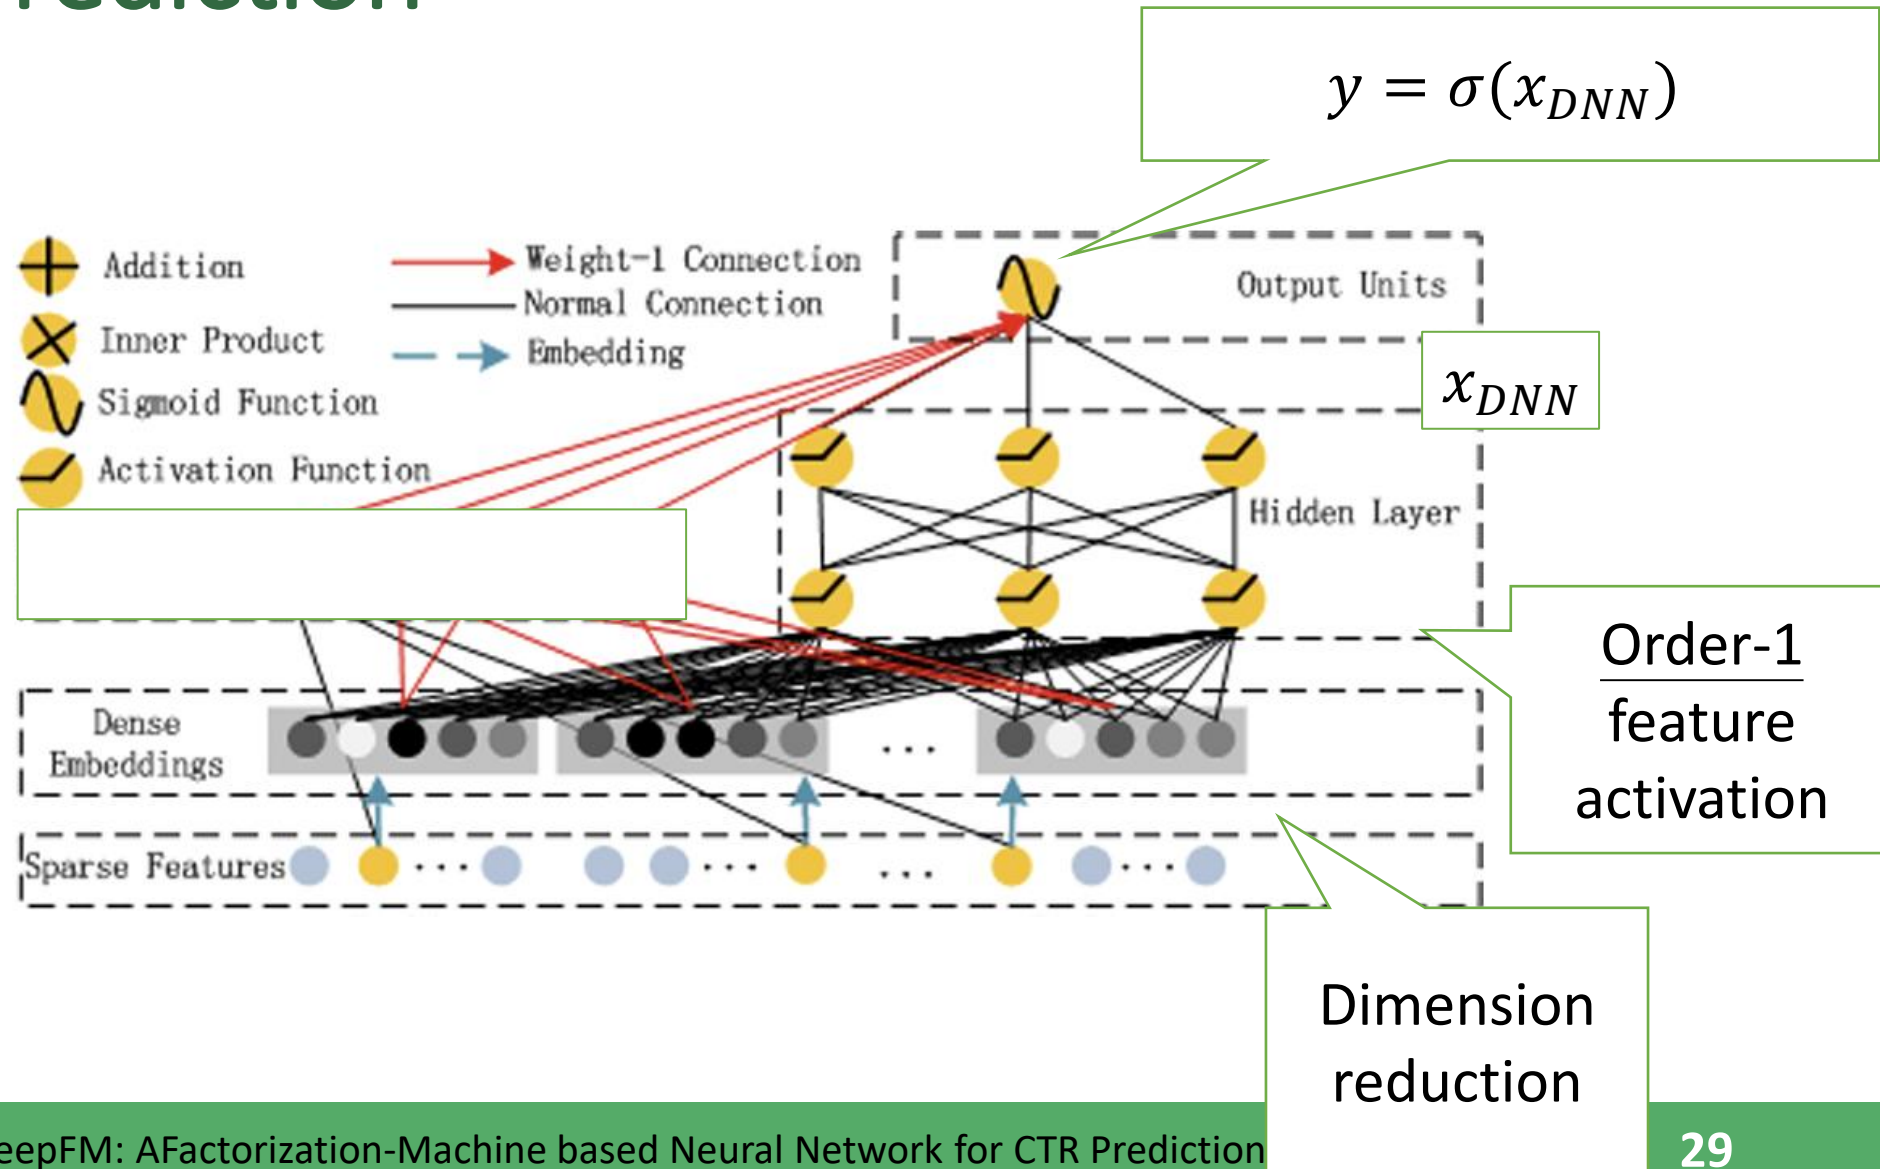 rediction
y = σ(x_DNN)
Addition
Weight-1 Connection
Normal Connection
Inner Product
Embedding
Sigmoid Function
Activation Function
Output Units
x_DNN
Hidden Layer
Order-1
feature
activation
Dense
Embeddings
...
Sparse Features
...
...
...
...
Dimension
reduction
eepFM: AFactorization-Machine based Neural Network for CTR Prediction
29